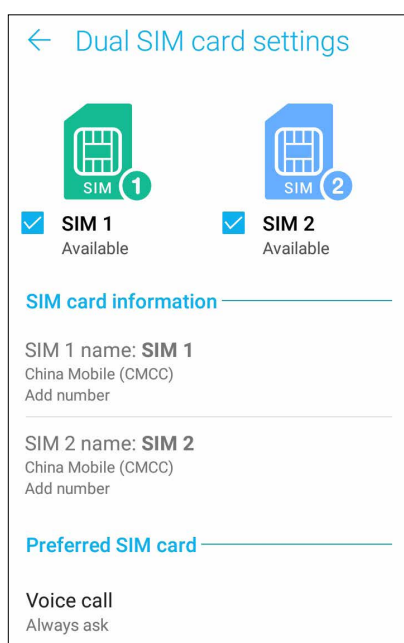 Dual SIM card settings
SIM 1
SIM 2
SIM 1
SIM 2
Available
Available
SIM card information
SIM 1 name: SIM 1
China Mobile (CMCC)
Add number
SIM 2 name: SIM 2
China Mobile (CMCC)
Add number
Preferred SIM card
Voice call
Always ask